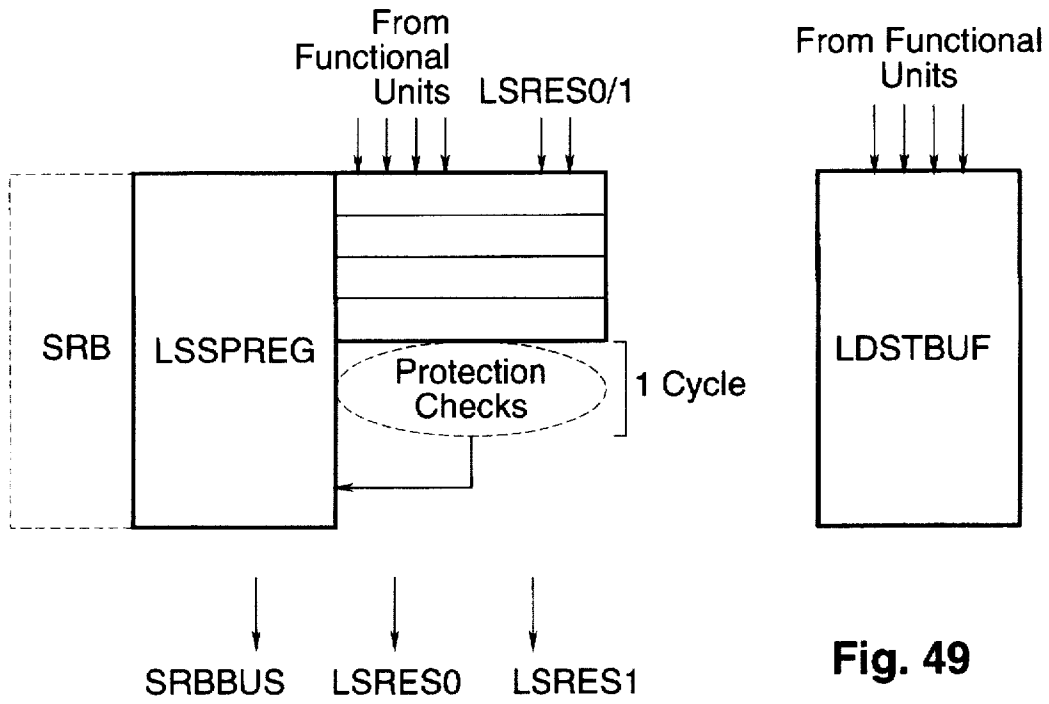 From
Functional
Units
LSRES0/1
From Functional
Units
SRB
LSSPREG
Protection
Checks
1 Cycle
LDSTBUF
SRBBUS
LSRES0
LSRES1
Fig. 49